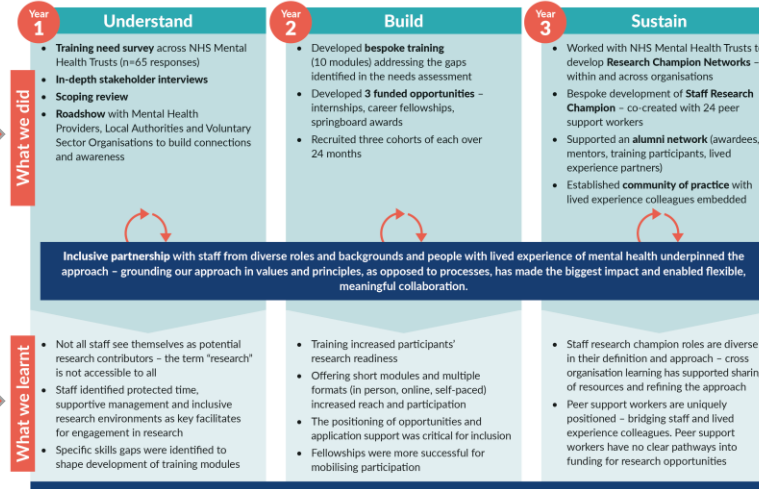 Year
1
Understand
Year
2
Build
Year
3
Sustain
What we did
• Training need survey across NHS Mental
Health Trusts (n=65 responses)
• In-depth stakeholder interviews
• Scoping review
• Roadshow with Mental Health
Providers, Local Authorities and Voluntary
Sector Organisations to build connections
and awareness
• Developed bespoke training
(10 modules) addressing the gaps
identified in the needs assessment
• Developed 3 funded opportunities –
internships, career fellowships,
springboard awards
• Recruited three cohorts of each over
24 months
• Worked with NHS Mental Health Trusts
develop Research Champion Networks –
within and across organisations
• Bespoke development of Staff Research
Champion – co-created with 24 peer
support workers
• Supported an alumni network (awardees,
mentors, training participants, lived
experience partners)
• Established community of practice with
lived experience colleagues embedded
Inclusive partnership with staff from diverse roles and backgrounds and people with lived experience of mental health underpinned the
approach – grounding our approach in values and principles, as opposed to processes, has made the biggest impact and enabled flexible,
meaningful collaboration.
What we learnt
• Not all staff see themselves as potential
research contributors – the term “research”
is not accessible to all
• Staff identified protected time,
supportive management and inclusive
research environments as key facilitates
for engagement in research
• Specific skills gaps were identified to
shape development of training modules
• Training increased participants’
research readiness
• Offering short modules and multiple
formats (in person, online, self-paced)
increased reach and participation
• The positioning of opportunities and
application support was critical for inclusion
• Fellowships were more successful for
mobilising participation
• Staff research champion roles are diverse
in their definition and approach – cross
organisation learning has supported
of resources and refining the approach
• Peer support workers are uniquely
positioned – bridging staff and lived
experience colleagues. Peer support
workers have no clear pathways into
funding for research opportunities